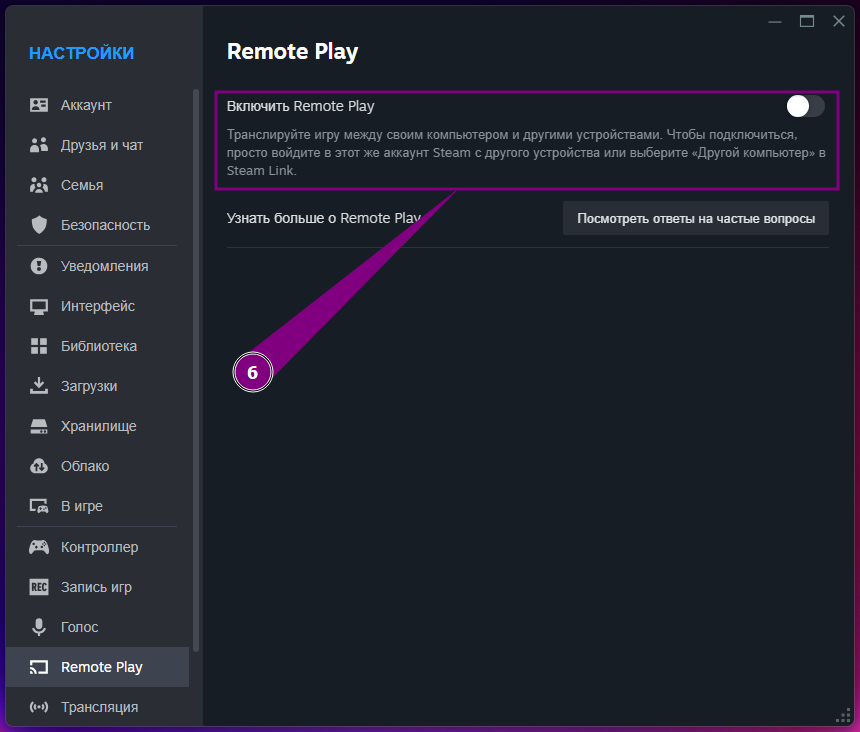 НАСТРОЙКИ
Аккаунт
Друзья и чат
Семья
Безопасность
Уведомления
Интерфейс
Библиотека
Загрузки
Хранилище
Облако
В игре
Контроллер
REC
Запись игр
Голос
Remote Play
Трансляция
Remote Play
Включить Remote Play
Транслируйте игру между своим компьютером и другими устройствами. Чтобы подключиться,
просто войдите в этот же аккаунт Steam с другого устройства или выберите «Другой компьютер» в
Steam Link.
Узнать больше о Remote Play
Посмотреть ответы на частые вопросы
6